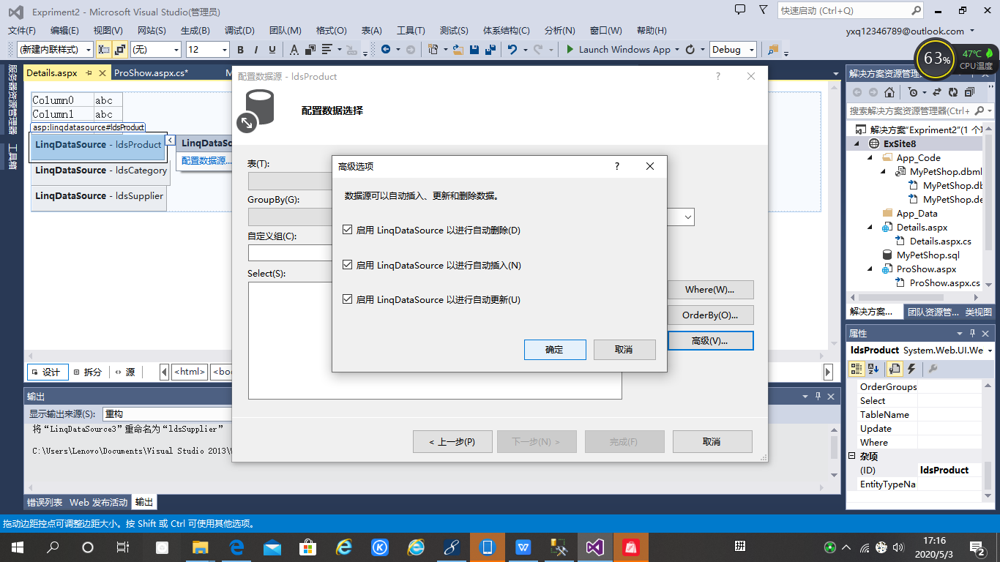 Expriment2 - Microsoft Visual Studio(管理员)
快速启动 (Ctrl+Q)
文件(F) 编辑(E) 视图(V) 网站(S) 生成(B) 调试(D) 团队(M) 格式(O) 表(A) 工具(T) 测试(S) 体系结构(C) 分析(N) 窗口(W) 帮助(H)
yxq12346789@outlook.com
(新建内联样式) (无) 12 B I U A Launch Windows App Debug
63%
47℃
CPU温度
服务器资源管理器
工具箱
Details.aspx ProShow.aspx.cs*
Column0 abc
Column1 abc
asp:linqdatasource#ldsProduct
LinqDataSource - ldsProduct
LinqDataSo
配置数据源...
LinqDataSource - ldsCategory
LinqDataSource - ldsSupplier
配置数据源 - ldsProduct
配置数据选择
表(T):
GroupBy(G):
自定义组(C):
Select(S):
Where(W)...
OrderBy(O)...
高级(V)...
< 上一步(P)
下一步(N) >
完成(F)
取消
高级选项
数据源可以自动插入、更新和删除数据。
启用 LinqDataSource 以进行自动删除(D)
启用 LinqDataSource 以进行自动插入(N)
启用 LinqDataSource 以进行自动更新(U)
确定
取消
设计 拆分 源 <html> <bo
输出
显示输出来源(S): 重构
将“LinqDataSource3”重命名为“ldsSupplier”
C:\Users\Lenovo\Documents\Visual Studio 2013\
错误列表 Web 发布活动 输出
解决方案资源管理
搜索解决方案资源管理器(Ctrl+
解决方案"Expriment2"(1 个
ExSite8
App_Code
MyPetShop.dbml
MyPetShop.db
MyPetShop.de
App_Data
Details.aspx
Details.aspx.cs
MyPetShop.sql
ProShow.aspx
ProShow.aspx.cs
解决方案... 团队资源管... 类视图
属性
ldsProduct System.Web.UI.We
OrderGroups
Select
TableName
Update
Where
杂项
(ID) ldsProduct
EntityTypeNa
拖动边距控点可调整边距大小。按 Shift 或 Ctrl 可使用其他选项。
拼
17:16
2020/5/3
2